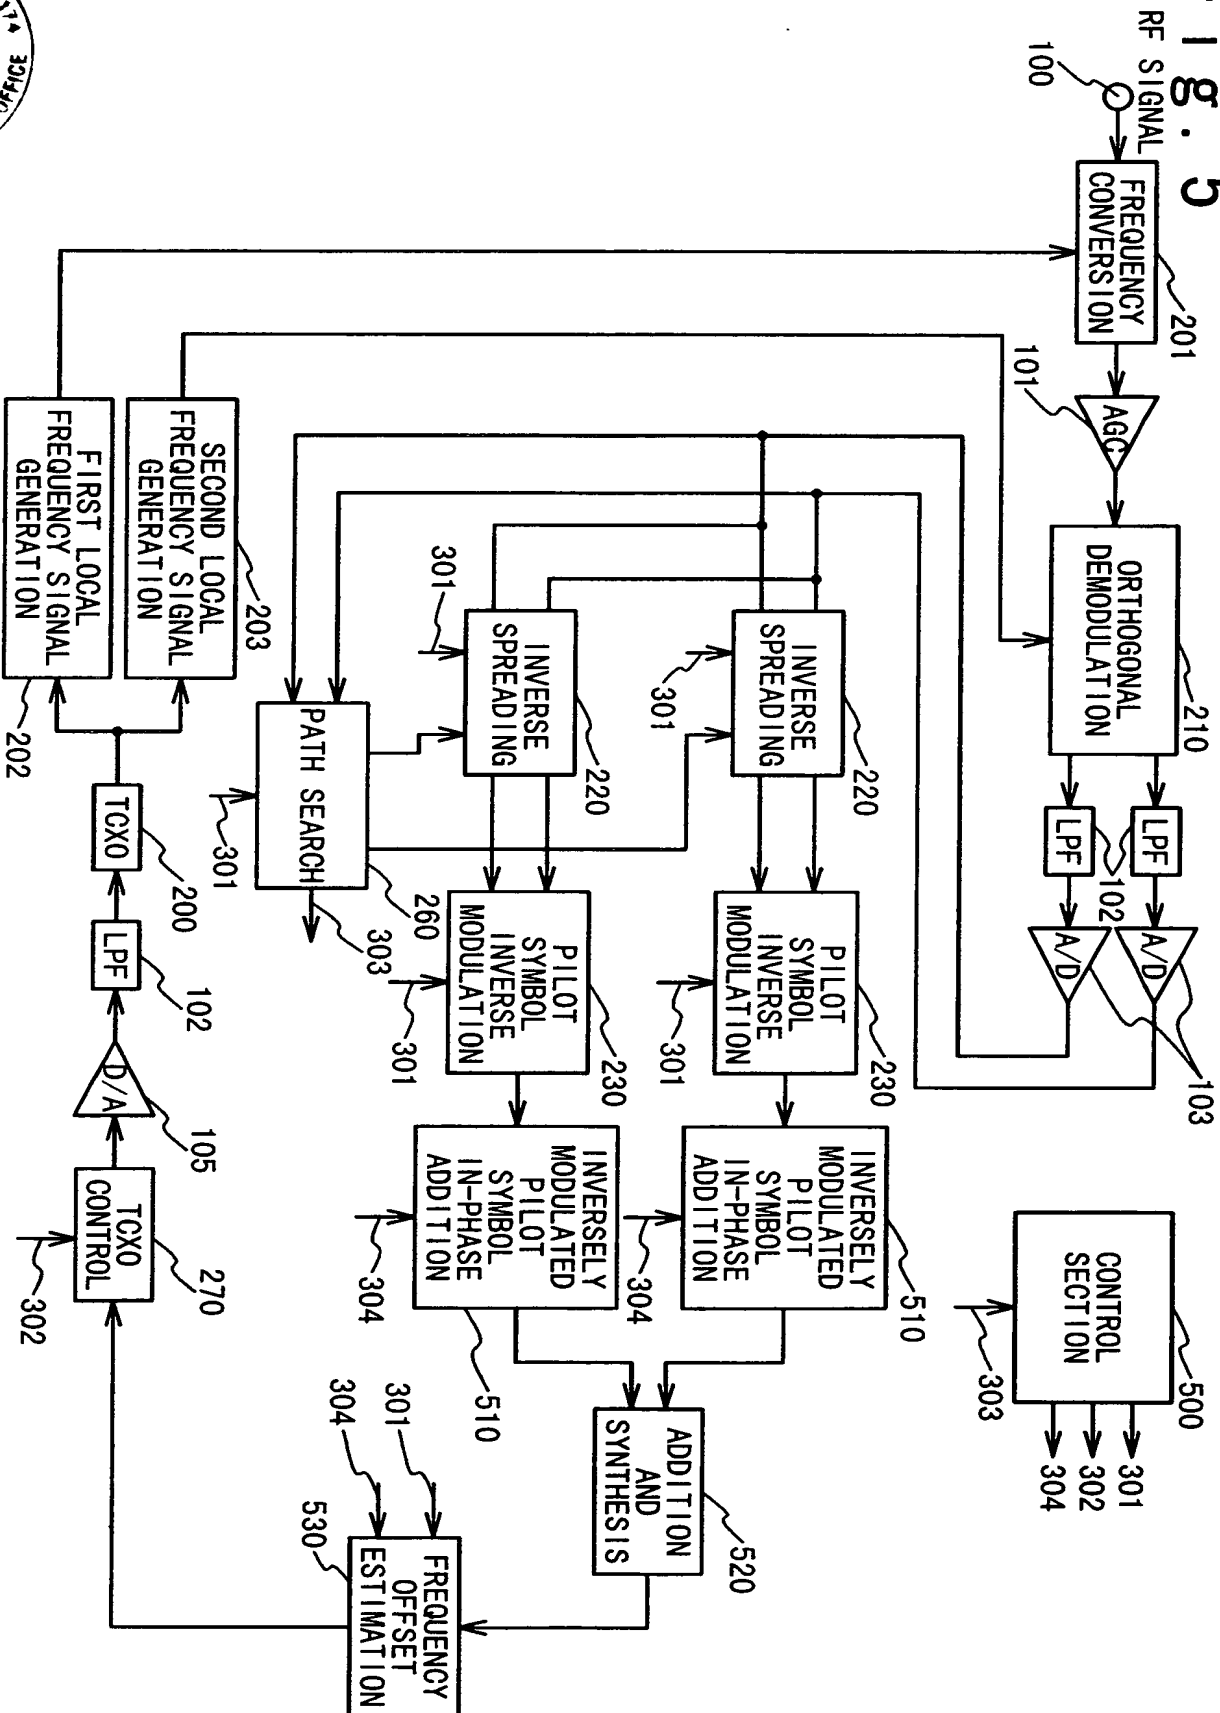 Fig. 5
RF SIGNAL
100
FREQUENCY
CONVERSION
201
AGC
101
ORTHOGONAL
DEMODULATION
210
LPF
LPF
102
A/D
A/D
103
CONTROL
SECTION
500
303
301
302
304
INVERSE
SPREADING
220
301
PILOT
SYMBOL
INVERSE
MODULATION
230
301
INVERSELY
MODULATED
PILOT
SYMBOL
IN-PHASE
ADDITION
510
304
INVERSE
SPREADING
220
301
PILOT
SYMBOL
INVERSE
MODULATION
230
301
INVERSELY
MODULATED
PILOT
SYMBOL
IN-PHASE
ADDITION
510
304
ADDITION
AND
SYNTHESIS
520
PATH SEARCH
260
301
303
301
304
FREQUENCY
OFFSET
ESTIMATION
530
SECOND LOCAL
FREQUENCY SIGNAL
GENERATION
203
FIRST LOCAL
FREQUENCY SIGNAL
GENERATION
202
TCXO
200
LPF
102
D/A
105
TCXO
CONTROL
270
302
OFFICE